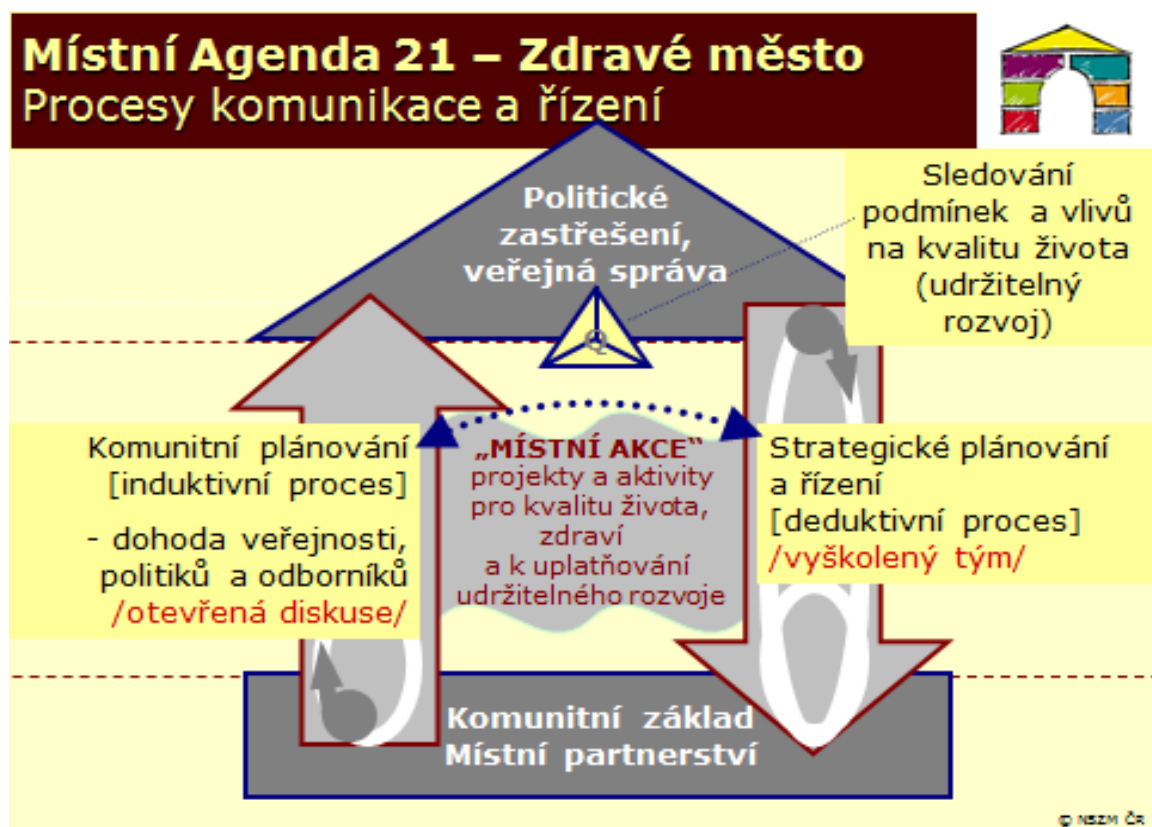 Místní Agenda 21 – Zdravé město
Procesy komunikace a řízení
Politické
zastřešení,
veřejná správa
Sledování
podmínek a vlivů
na kvalitu života
(udržitelný
rozvoj)
Q
Komunitní plánování
[induktivní proces]
- dohoda veřejnosti,
politiků a odborníků
/otevřená diskuse/
„MÍSTNÍ AKCE“
projekty a aktivity
pro kvalitu života,
zdraví
a k uplatňování
udržitelného rozvoje
Strategické plánování
a řízení
[deduktivní proces]
/vyškolený tým/
Komunitní základ
Místní partnerství
© NSZM ČR